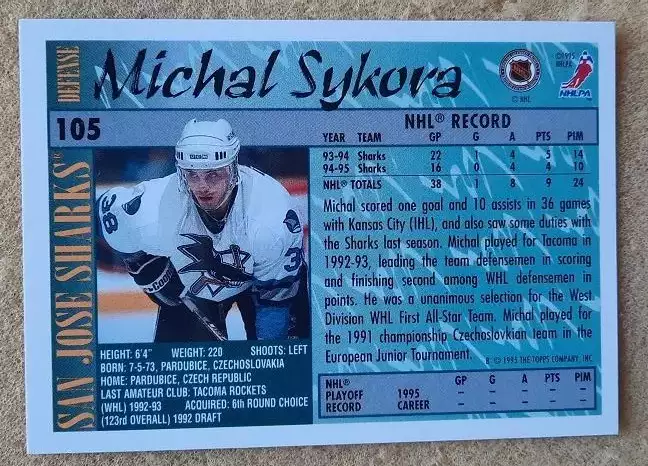 DEFENSE
Michal Sykora
© NHL
©1995
NHLPA
NHLPA
105
NHL® RECORD
YEAR TEAM GP G A PTS PIM
93-94 Sharks 22 1 4 5 14
94-95 Sharks 16 0 4 4 10
NHL® TOTALS 38 1 8 9 24
SAN JOSE SHARKS
Michal scored one goal and 10 assists in 36 games
with Kansas City (IHL), and also saw some duties with
the Sharks last season. Michal played for Tacoma in
1992-93, leading the team defensemen in scoring
and finishing second among WHL defensemen in
points. He was a unanimous selection for the West
Division WHL First All-Star Team. Michal played for
the 1991 championship Czechoslovkian team in the
European Junior Tournament.
B © 1995 THE TOPPS COMPANY, INC.
38
HEIGHT: 6'4" WEIGHT: 220 SHOOTS: LEFT
BORN: 7-5-73, PARDUBICE, CZECHOSLOVAKIA
HOME: PARDUBICE, CZECH REPUBLIC
LAST AMATEUR CLUB: TACOMA ROCKETS
(WHL) 1992-93 ACQUIRED: 6th ROUND CHOICE
(123rd OVERALL) 1992 DRAFT
NHL® GP G A PTS PIM
PLAYOFF 1995 – – – – –
RECORD CAREER – – – – –